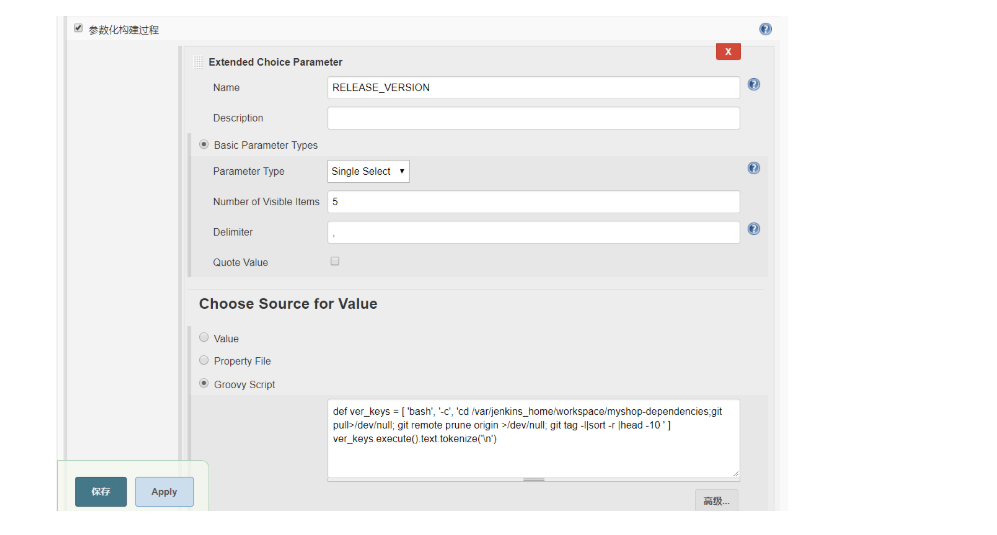 参数化构建过程
X
Extended Choice Parameter
Name
RELEASE_VERSION
Description
Basic Parameter Types
Parameter Type
Single Select
Number of Visible Items
5
Delimiter
,
Quote Value
Choose Source for Value
Value
Property File
Groovy Script
def ver_keys = [ 'bash', '-c', 'cd /var/jenkins_home/workspace/myshop-dependencies;git
pull>/dev/null; git remote prune origin >/dev/null; git tag -l|sort -r |head -10 ' ]
ver_keys.execute().text.tokenize('\n')
保存
Apply
高级...